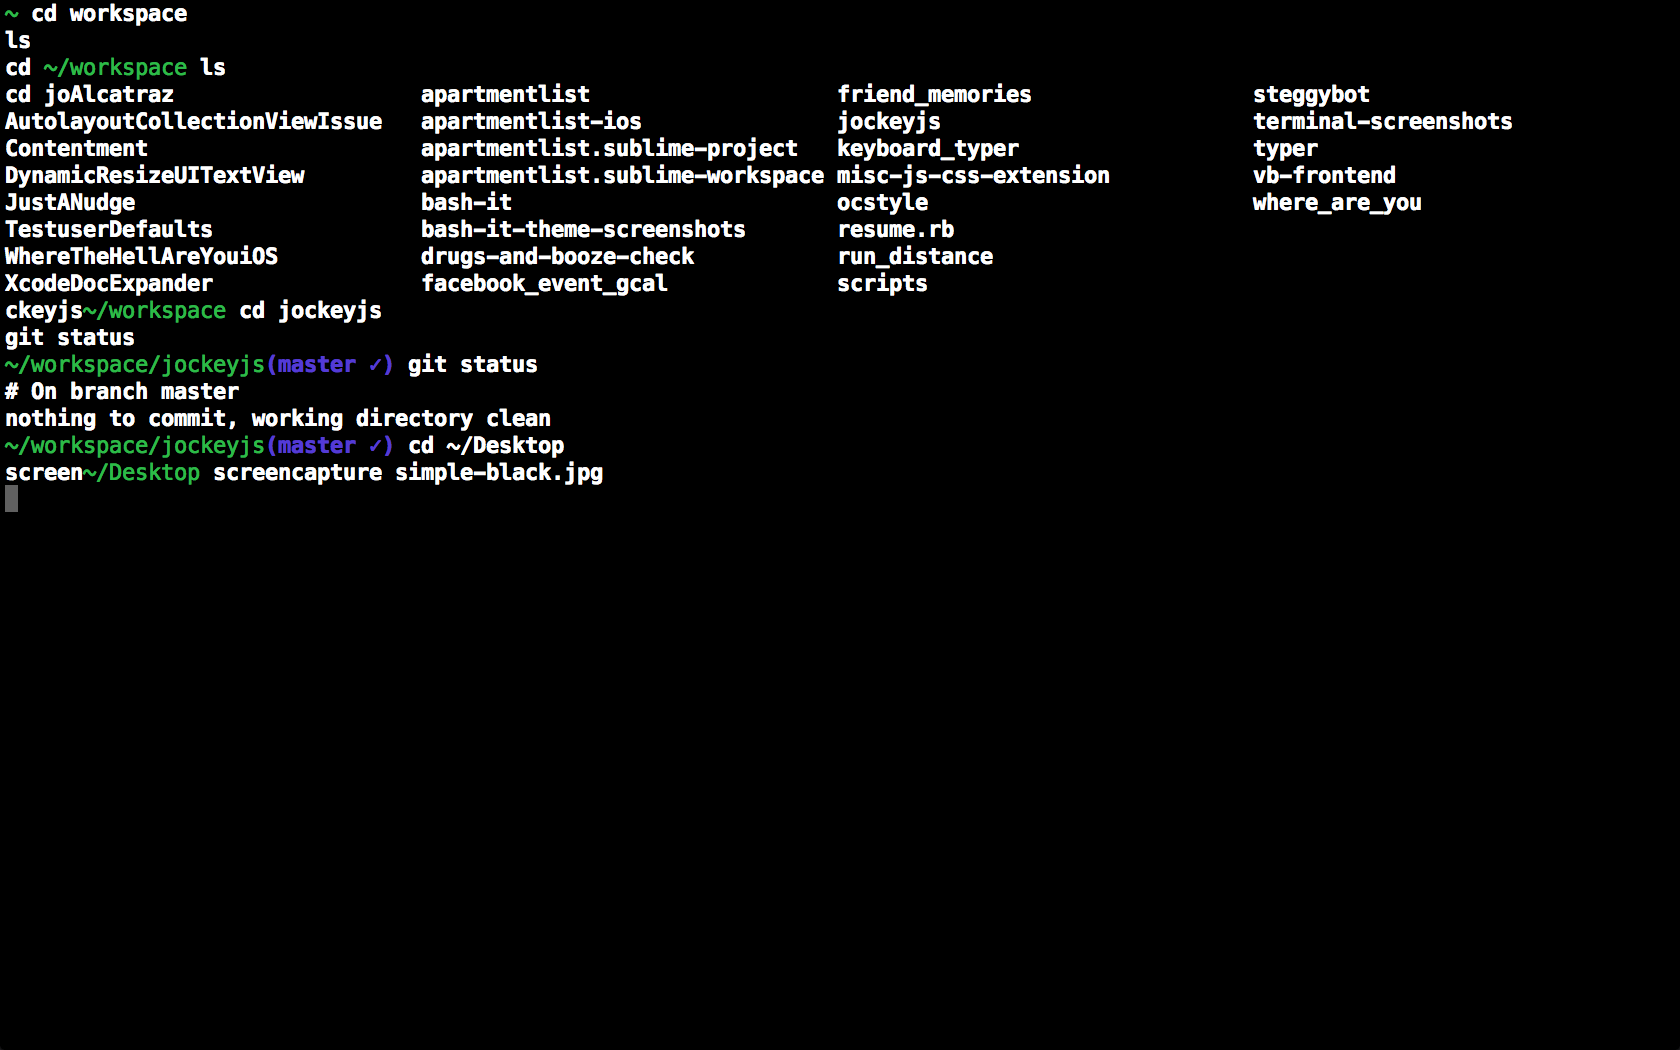 ~ cd workspace
ls
cd ~/workspace ls
cd joAlcatraz apartmentlist friend_memories steggybot
AutolayoutCollectionViewIssue apartmentlist-ios jockeyjs terminal-screenshots
Contentment apartmentlist.sublime-project keyboard_typer typer
DynamicResizeUITextView apartmentlist.sublime-workspace misc-js-css-extension vb-frontend
JustANudge bash-it ocstyle where_are_you
TestuserDefaults bash-it-theme-screenshots resume.rb
WhereTheHellAreYouiOS drugs-and-booze-check run_distance
XcodeDocExpander facebook_event_gcal scripts
ckeyjs~/workspace cd jockeyjs
git status
~/workspace/jockeyjs(master ✓) git status
# On branch master
nothing to commit, working directory clean
~/workspace/jockeyjs(master ✓) cd ~/Desktop
screen~/Desktop screencapture simple-black.jpg